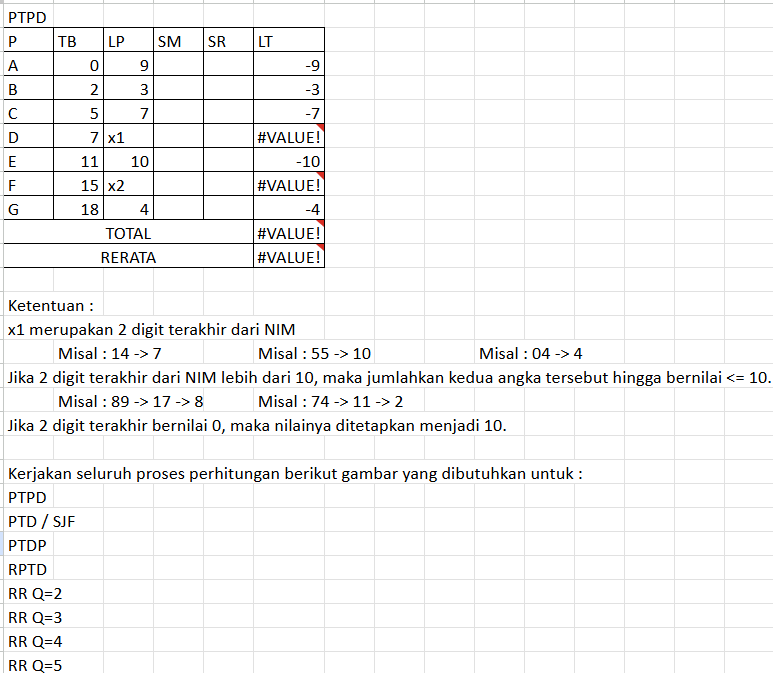 PTPD
P TB LP SM SR LT
A 0 9 -9
B 2 3 -3
C 5 7 -7
D 7 x1 #VALUE!
E 11 10 -10
F 15 x2 #VALUE!
G 18 4 -4
TOTAL #VALUE!
RERATA #VALUE!
Ketentuan :
x1 merupakan 2 digit terakhir dari NIM
Misal : 14 -> 7 Misal : 55 -> 10 Misal : 04 -> 4
Jika 2 digit terakhir dari NIM lebih dari 10, maka jumlahkan kedua angka tersebut hingga bernilai <= 10.
Misal : 89 -> 17 -> 8 Misal : 74 -> 11 -> 2
Jika 2 digit terakhir bernilai 0, maka nilainya ditetapkan menjadi 10.
Kerjakan seluruh proses perhitungan berikut gambar yang dibutuhkan untuk :
PTPD
PTD / SJF
PTDP
RPTD
RR Q=2
RR Q=3
RR Q=4
RR Q=5